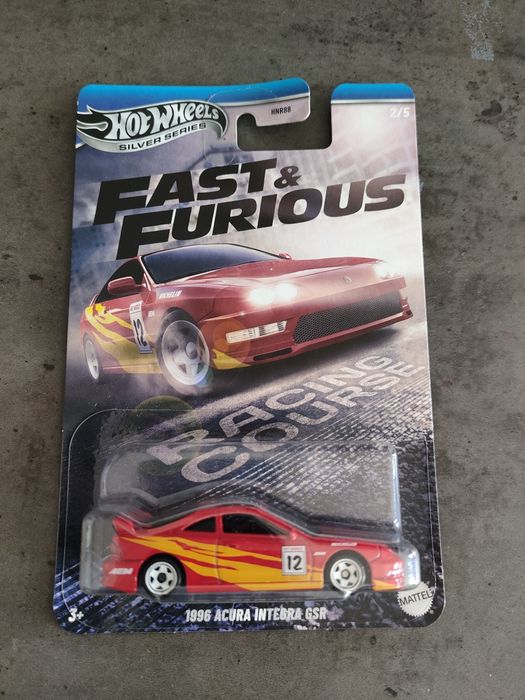 HNR88
2/5
HOT WHEELS
SILVER SERIES
FAST &
FURIOUS
MICHELIN
12
RACING
COURSE
AEM
12
1996 ACURA INTEGRA GSR
3+
MATTEL